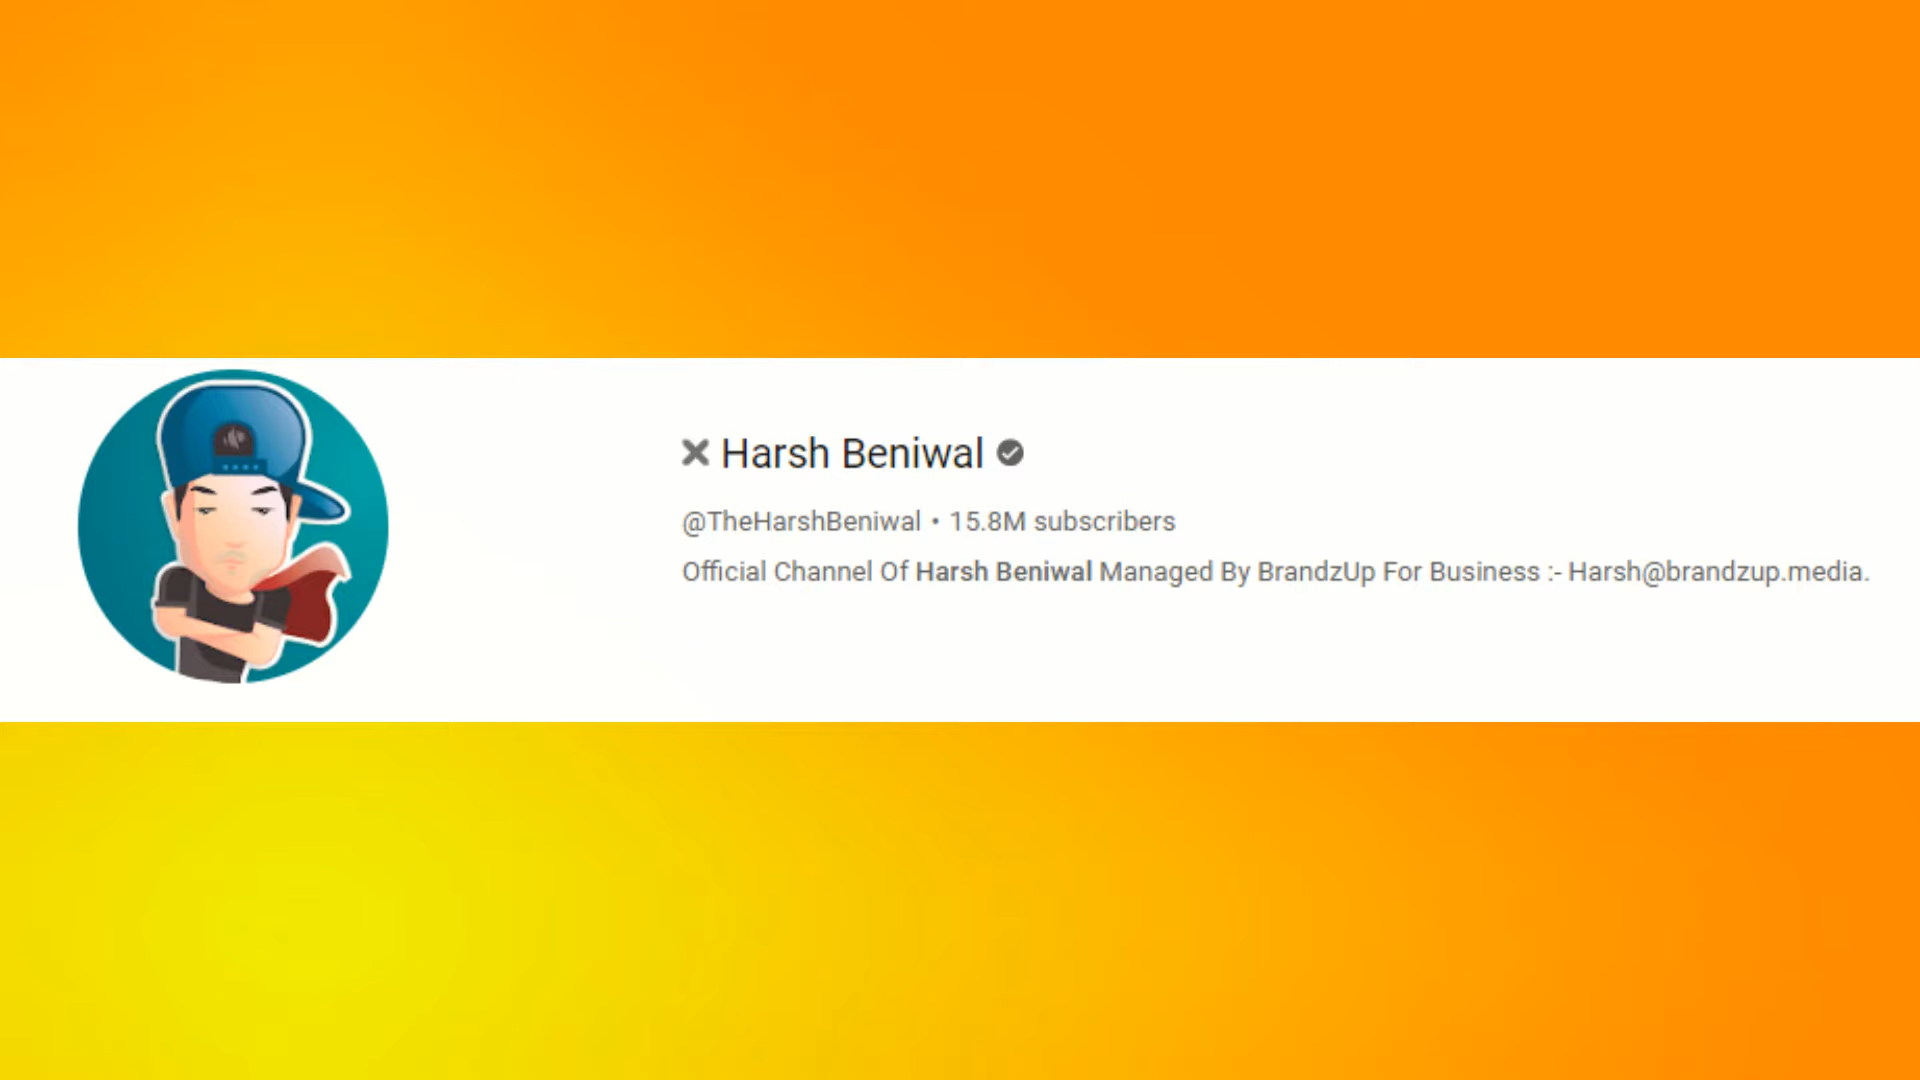 Harsh Beniwal
@TheHarshBeniwal • 15.8M subscribers
Official Channel Of Harsh Beniwal Managed By BrandzUp For Business :- Harsh@brandzup.media.